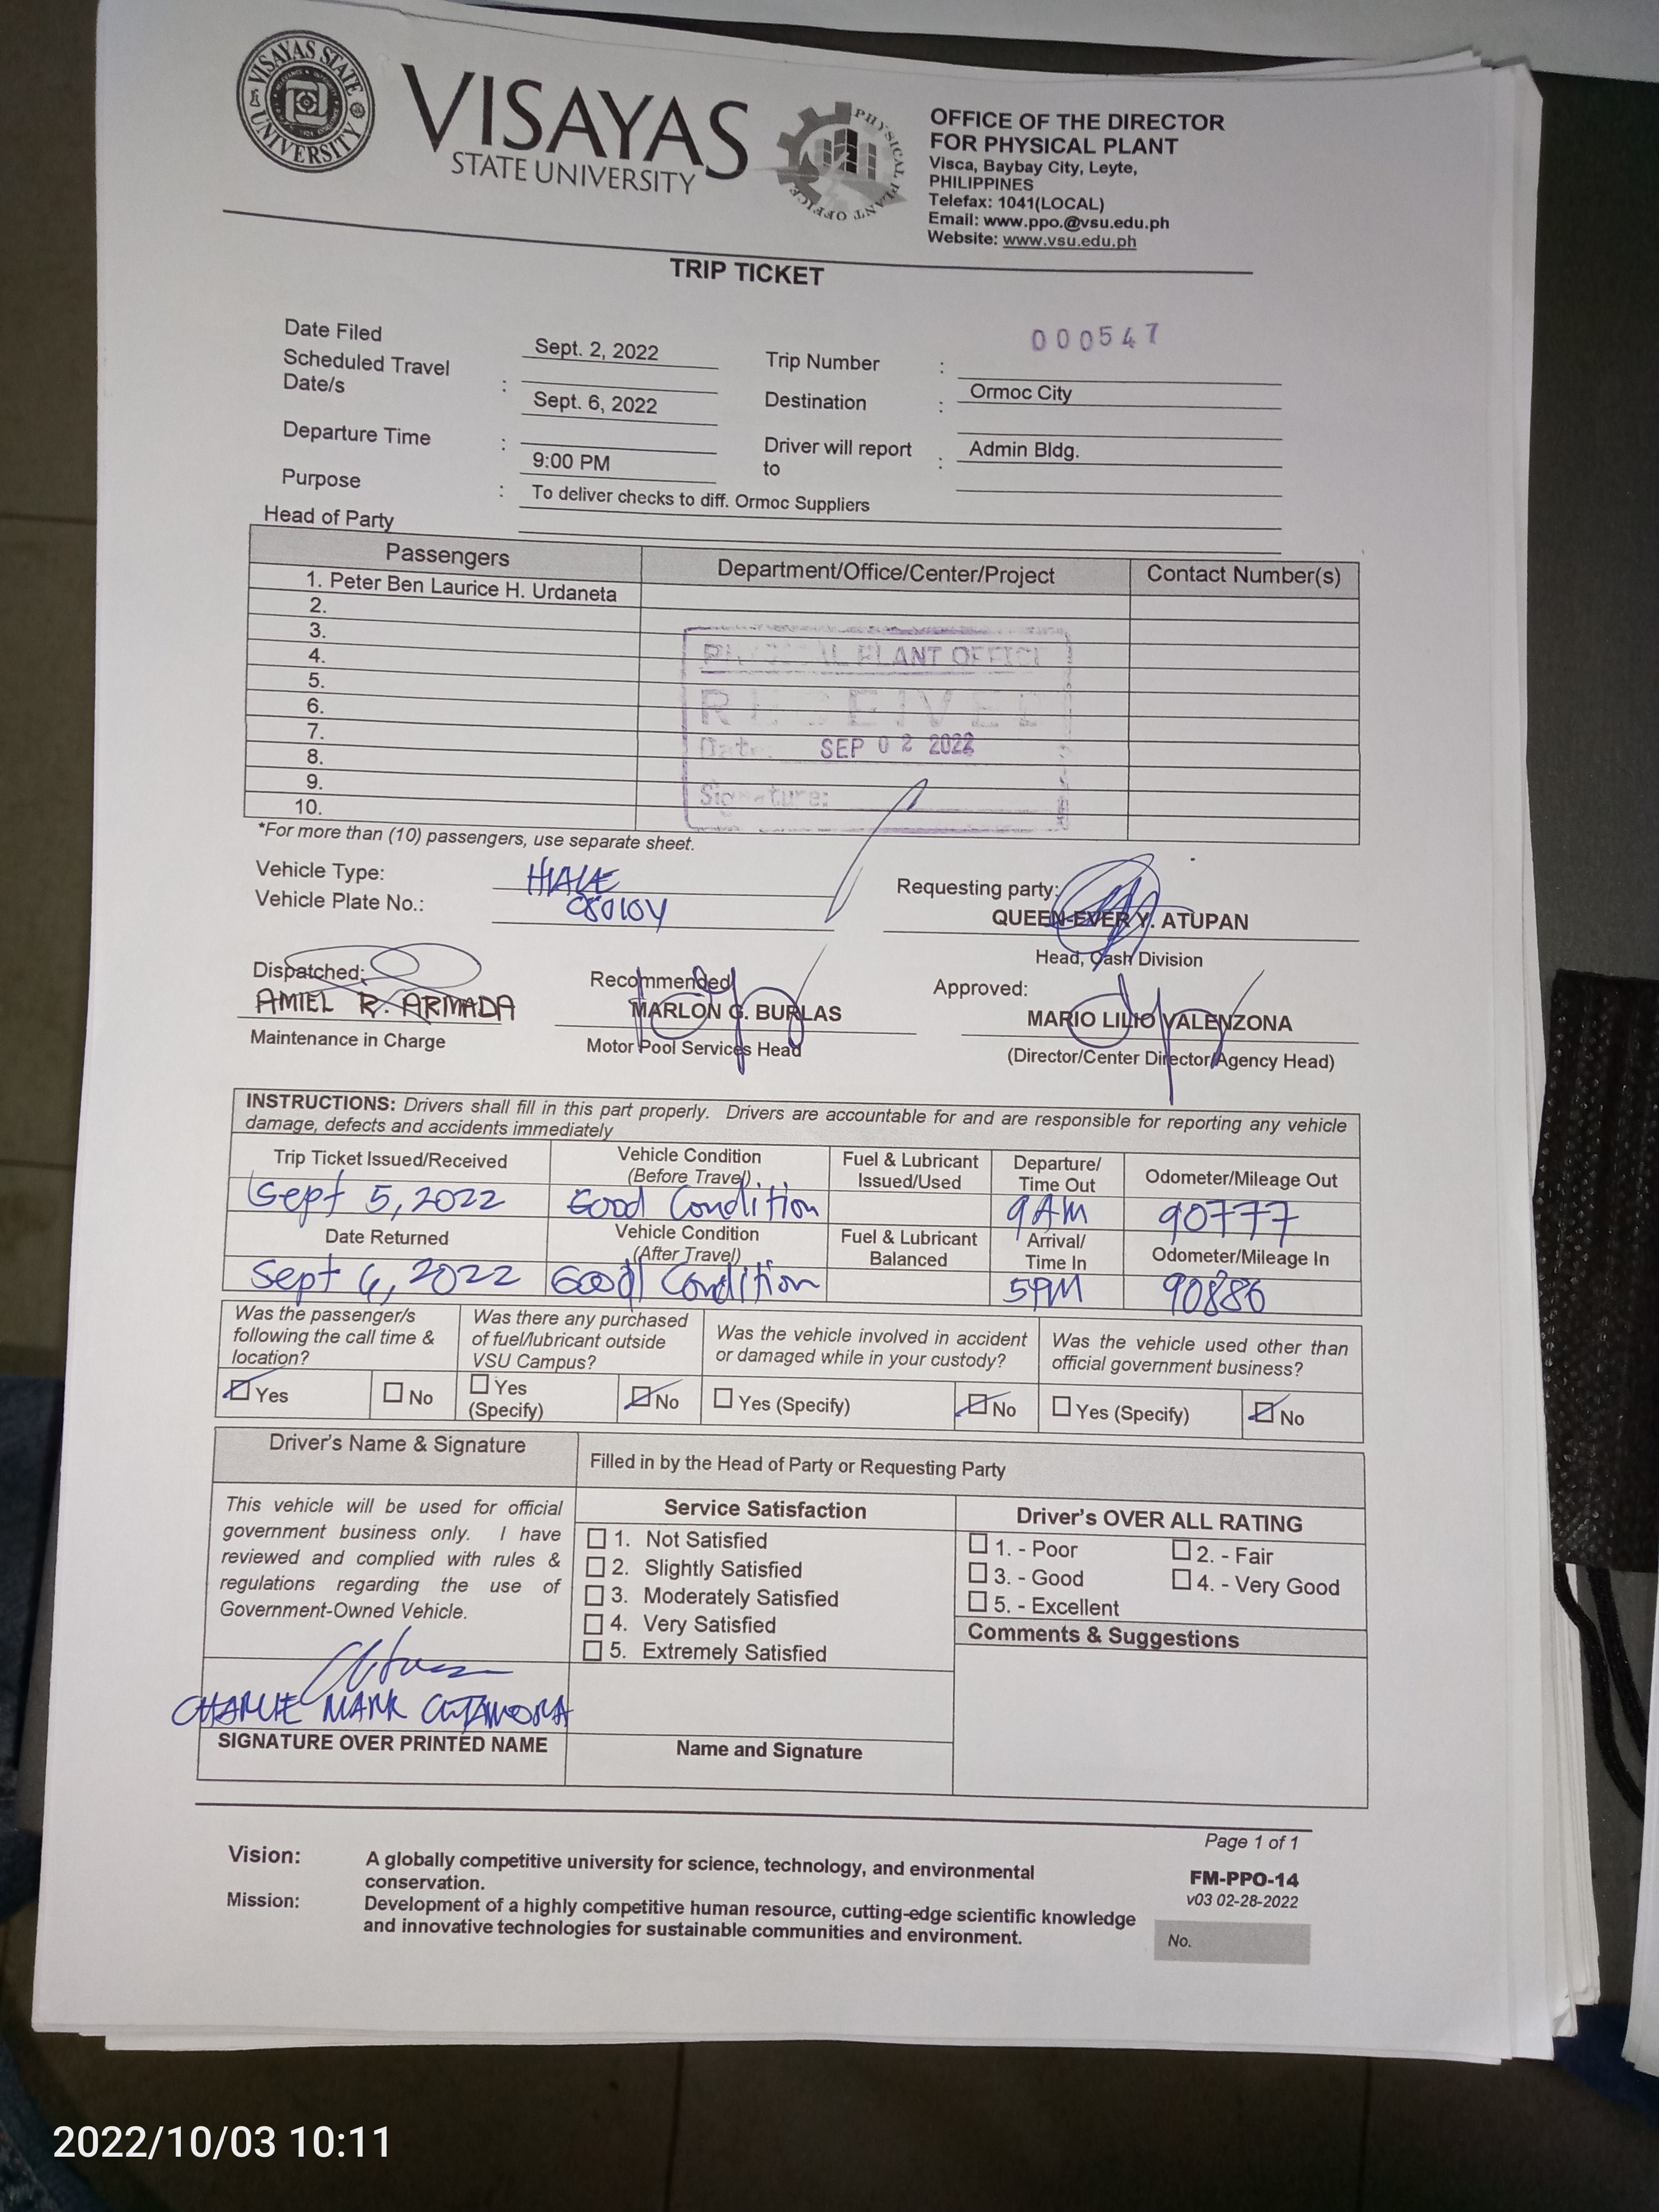 VISAYAS STATE UNIVERSITY
VISAYAS
STATE UNIVERSITY
PHYSICAL PLANT OFFICE
OFFICE OF THE DIRECTOR
FOR PHYSICAL PLANT
Visca, Baybay City, Leyte,
PHILIPPINES
Telefax: 1041(LOCAL)
Email: www.ppo.@vsu.edu.ph
Website: www.vsu.edu.ph
TRIP TICKET
Date Filed Sept. 2, 2022 Trip Number : 000547
Scheduled Travel Date/s : Sept. 6, 2022 Destination : Ormoc City
Departure Time : 9:00 PM Driver will report to : Admin Bldg.
Purpose : To deliver checks to diff. Ormoc Suppliers
Head of Party
Passengers Department/Office/Center/Project Contact Number(s)
1. Peter Ben Laurice H. Urdaneta
2.
3.
4.
5.
6.
7.
8.
9.
10.
PHYSICAL PLANT OFFICE
RECEIVED
Date: SEP 02 2022
Signature:
*For more than (10) passengers, use separate sheet.
Vehicle Type: HIACE
Vehicle Plate No.:
Requesting party:
QUEEN-EVER Y. ATUPAN
Head, Cash Division
Dispatched: Recommended Approved:
AMIEL R. ARMADA MARLON G. BURLAS MARIO LILIO VALENZONA
Maintenance in Charge Motor Pool Services Head (Director/Center Director/Agency Head)
INSTRUCTIONS: Drivers shall fill in this part properly. Drivers are accountable for and are responsible for reporting any vehicle
damage, defects and accidents immediately
Trip Ticket Issued/Received Vehicle Condition (Before Travel) Fuel & Lubricant Issued/Used Departure/ Time Out Odometer/Mileage Out
Sept 5, 2022 Good Condition 9AM 90777
Date Returned Vehicle Condition (After Travel) Fuel & Lubricant Balanced Arrival/ Time In Odometer/Mileage In
Sept 6, 2022 Good Condition 5PM 90886
Was the passenger/s following the call time & location? Was there any purchased of fuel/lubricant outside VSU Campus? Was the vehicle involved in accident or damaged while in your custody? Was the vehicle used other than official government business?
Yes No Yes (Specify) No Yes (Specify) No Yes (Specify) No
Driver's Name & Signature Filled in by the Head of Party or Requesting Party
This vehicle will be used for official
government business only. I have
reviewed and complied with rules &
regulations regarding the use of
Government-Owned Vehicle.
CHARLIE MARK
SIGNATURE OVER PRINTED NAME
Service Satisfaction
1. Not Satisfied
2. Slightly Satisfied
3. Moderately Satisfied
4. Very Satisfied
5. Extremely Satisfied
Name and Signature
Driver's OVER ALL RATING
1. - Poor 2. - Fair
3. - Good 4. - Very Good
5. - Excellent
Comments & Suggestions
Page 1 of 1
Vision: A globally competitive university for science, technology, and environmental
conservation.
Mission: Development of a highly competitive human resource, cutting-edge scientific knowledge
and innovative technologies for sustainable communities and environment.
FM-PPO-14
v03 02-28-2022
No.
2022/10/03 10:11